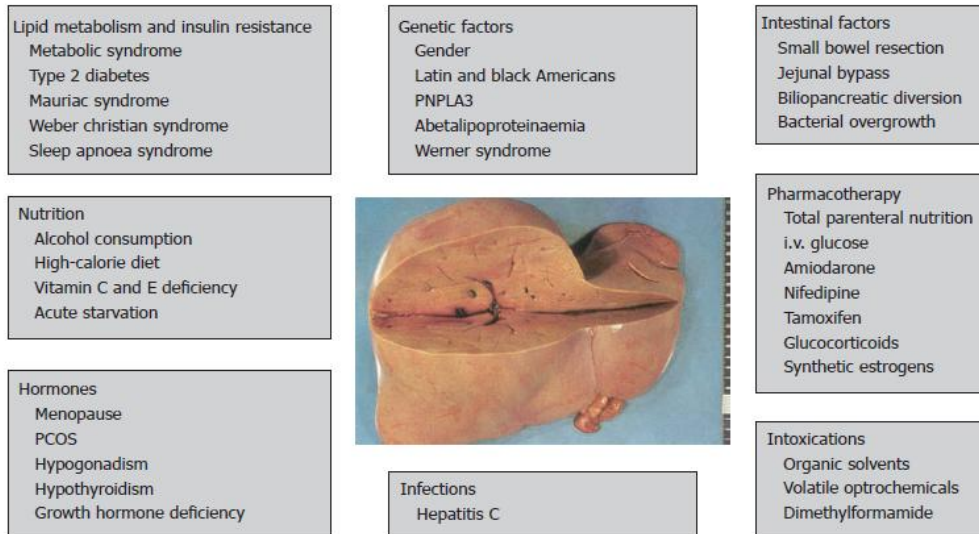 Lipid metabolism and insulin resistance
Metabolic syndrome
Type 2 diabetes
Mauriac syndrome
Weber christian syndrome
Sleep apnoea syndrome
Genetic factors
Gender
Latin and black Americans
PNPLA3
Abetalipoproteinaemia
Werner syndrome
Intestinal factors
Small bowel resection
Jejunal bypass
Biliopancreatic diversion
Bacterial overgrowth
Nutrition
Alcohol consumption
High-calorie diet
Vitamin C and E deficiency
Acute starvation
Pharmacotherapy
Total parenteral nutrition
i.v. glucose
Amiodarone
Nifedipine
Tamoxifen
Glucocorticoids
Synthetic estrogens
Hormones
Menopause
PCOS
Hypogonadism
Hypothyroidism
Growth hormone deficiency
Infections
Hepatitis C
Intoxications
Organic solvents
Volatile optrochemicals
Dimethylformamide